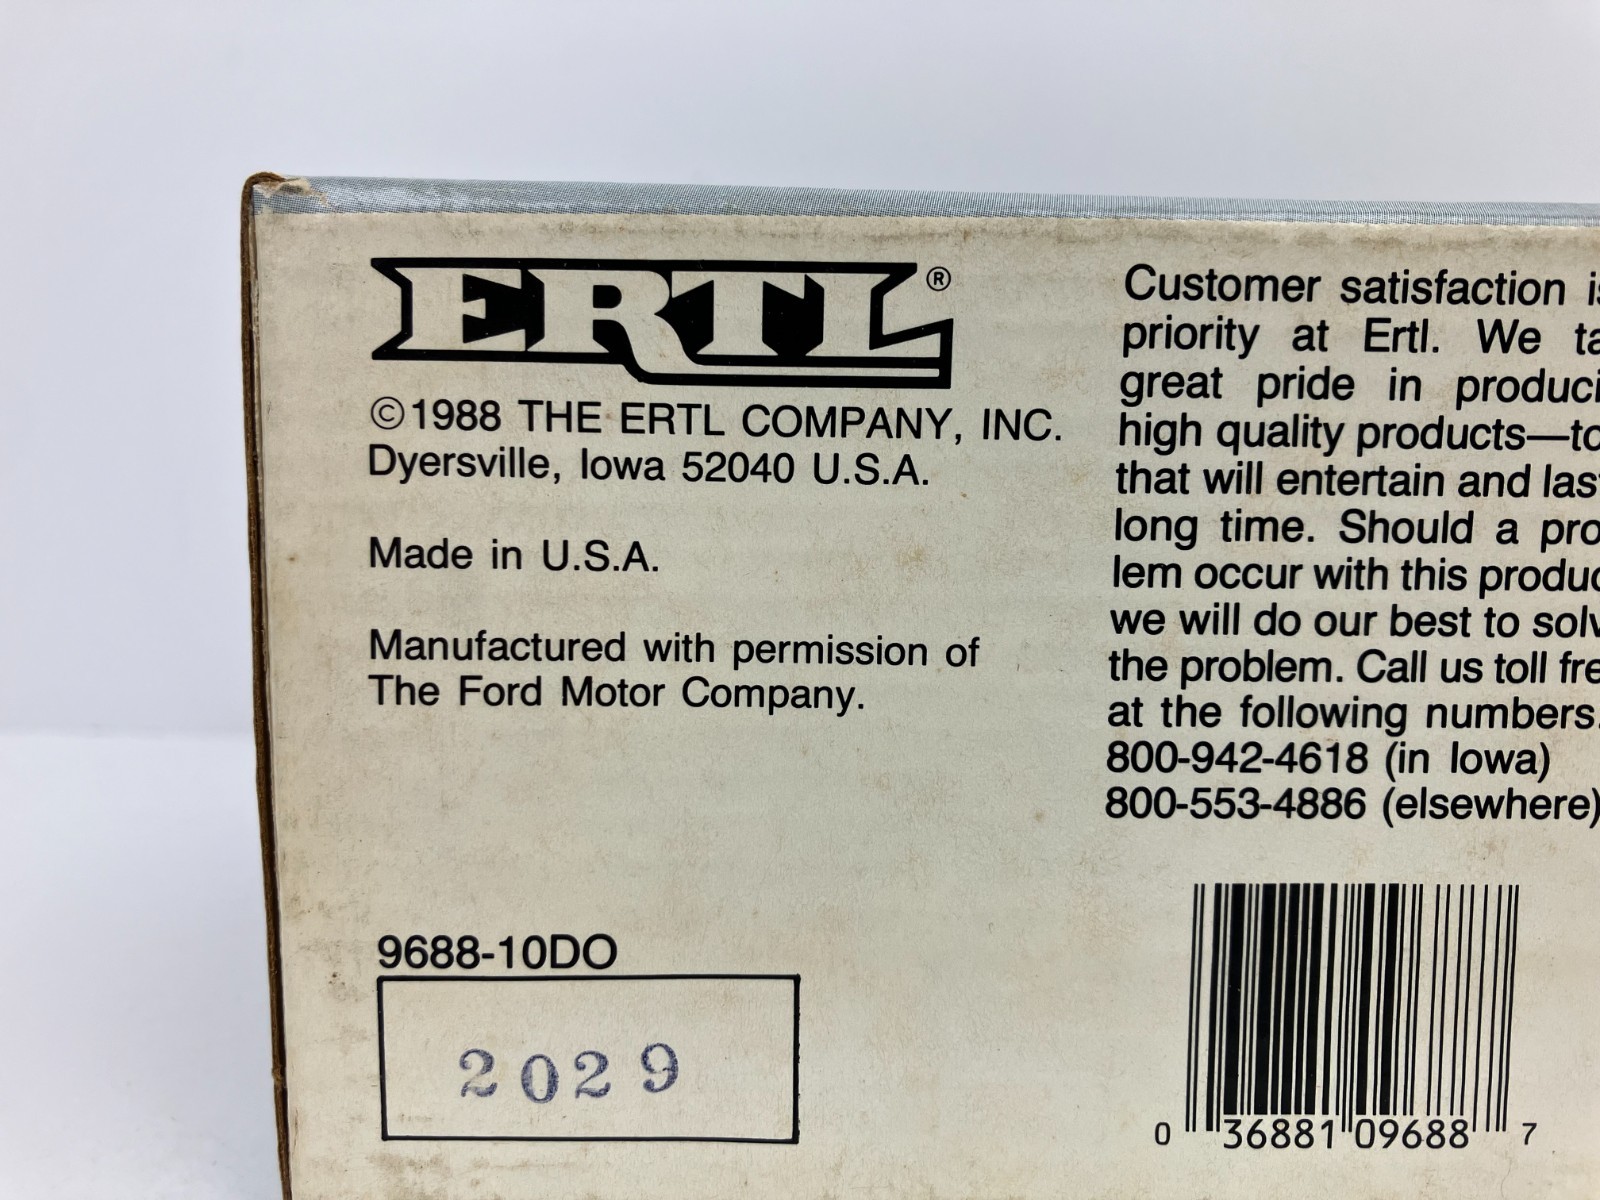 ERTL®
©1988 THE ERTL COMPANY, INC.
Dyersville, Iowa 52040 U.S.A.
Made in U.S.A.
Manufactured with permission of
The Ford Motor Company.
9688-10DO
2029
Customer satisfaction is
priority at Ertl. We ta
great pride in produci
high quality products—to
that will entertain and last
long time. Should a pro
lem occur with this produc
we will do our best to solv
the problem. Call us toll fre
at the following numbers.
800-942-4618 (in Iowa)
800-553-4886 (elsewhere)
0 36881 09688 7